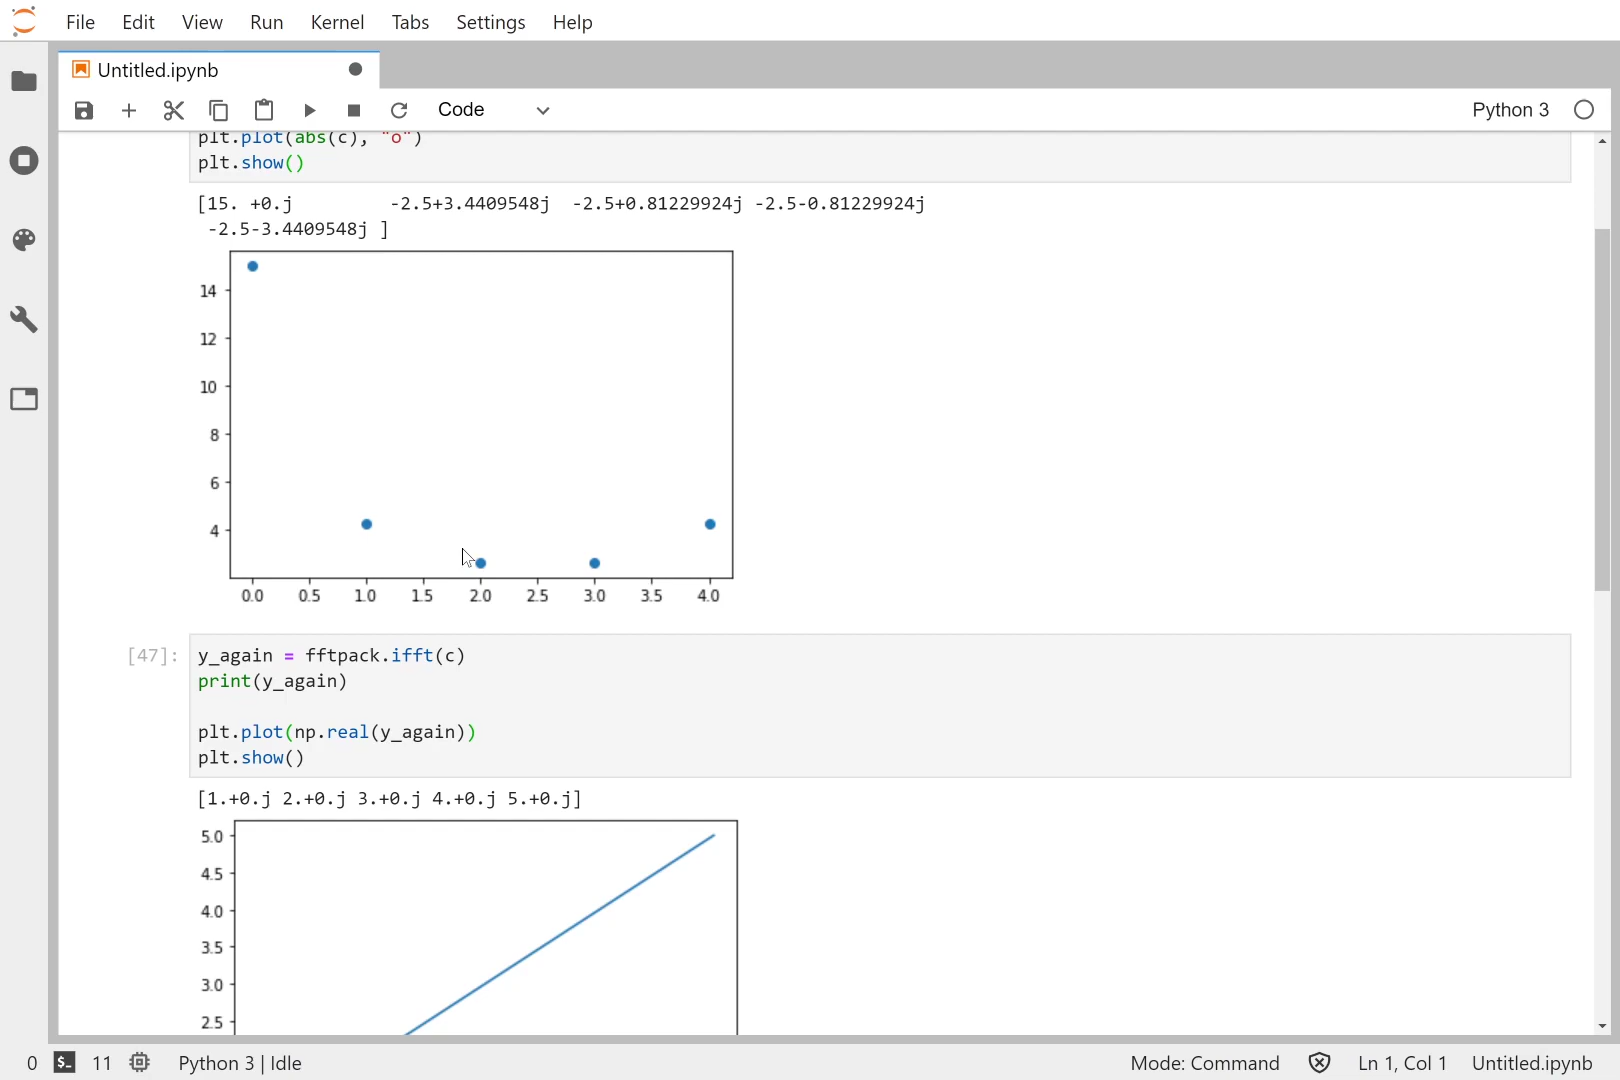 File Edit View Run Kernel Tabs Settings Help
Untitled.ipynb
Code Python 3
plt.plot(abs(c), "o")
plt.show()
[15. +0.j -2.5+3.4409548j -2.5+0.81229924j -2.5-0.81229924j
-2.5-3.4409548j ]
14
12
10
8
6
4
0.0 0.5 1.0 1.5 2.0 2.5 3.0 3.5 4.0
[47]: y_again = fftpack.ifft(c)
print(y_again)
plt.plot(np.real(y_again))
plt.show()
[1.+0.j 2.+0.j 3.+0.j 4.+0.j 5.+0.j]
5.0
4.5
4.0
3.5
3.0
2.5
0 $_ 11 Python 3 | Idle Mode: Command Ln 1, Col 1 Untitled.ipynb